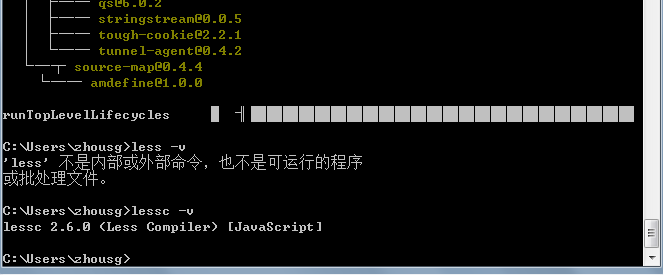 qs@6.0.2
stringstream@0.0.5
tough-cookie@2.2.1
tunnel-agent@0.4.2
source-map@0.4.4
amdefine@1.0.0
runTopLevelLifecycles
C:\Users\zhousg>less -v
'less' 不是内部或外部命令，也不是可运行的程序
或批处理文件。
C:\Users\zhousg>lessc -v
lessc 2.6.0 (Less Compiler) [JavaScript]
C:\Users\zhousg>